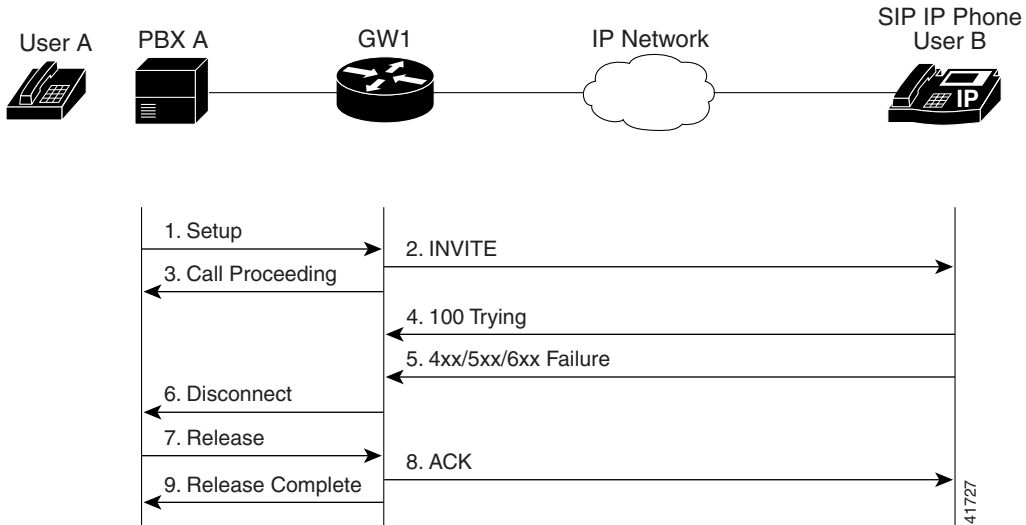 User A
PBX A
GW1
IP Network
SIP IP Phone
User B
IP
1. Setup
2. INVITE
3. Call Proceeding
4. 100 Trying
5. 4xx/5xx/6xx Failure
6. Disconnect
7. Release
8. ACK
9. Release Complete
41727